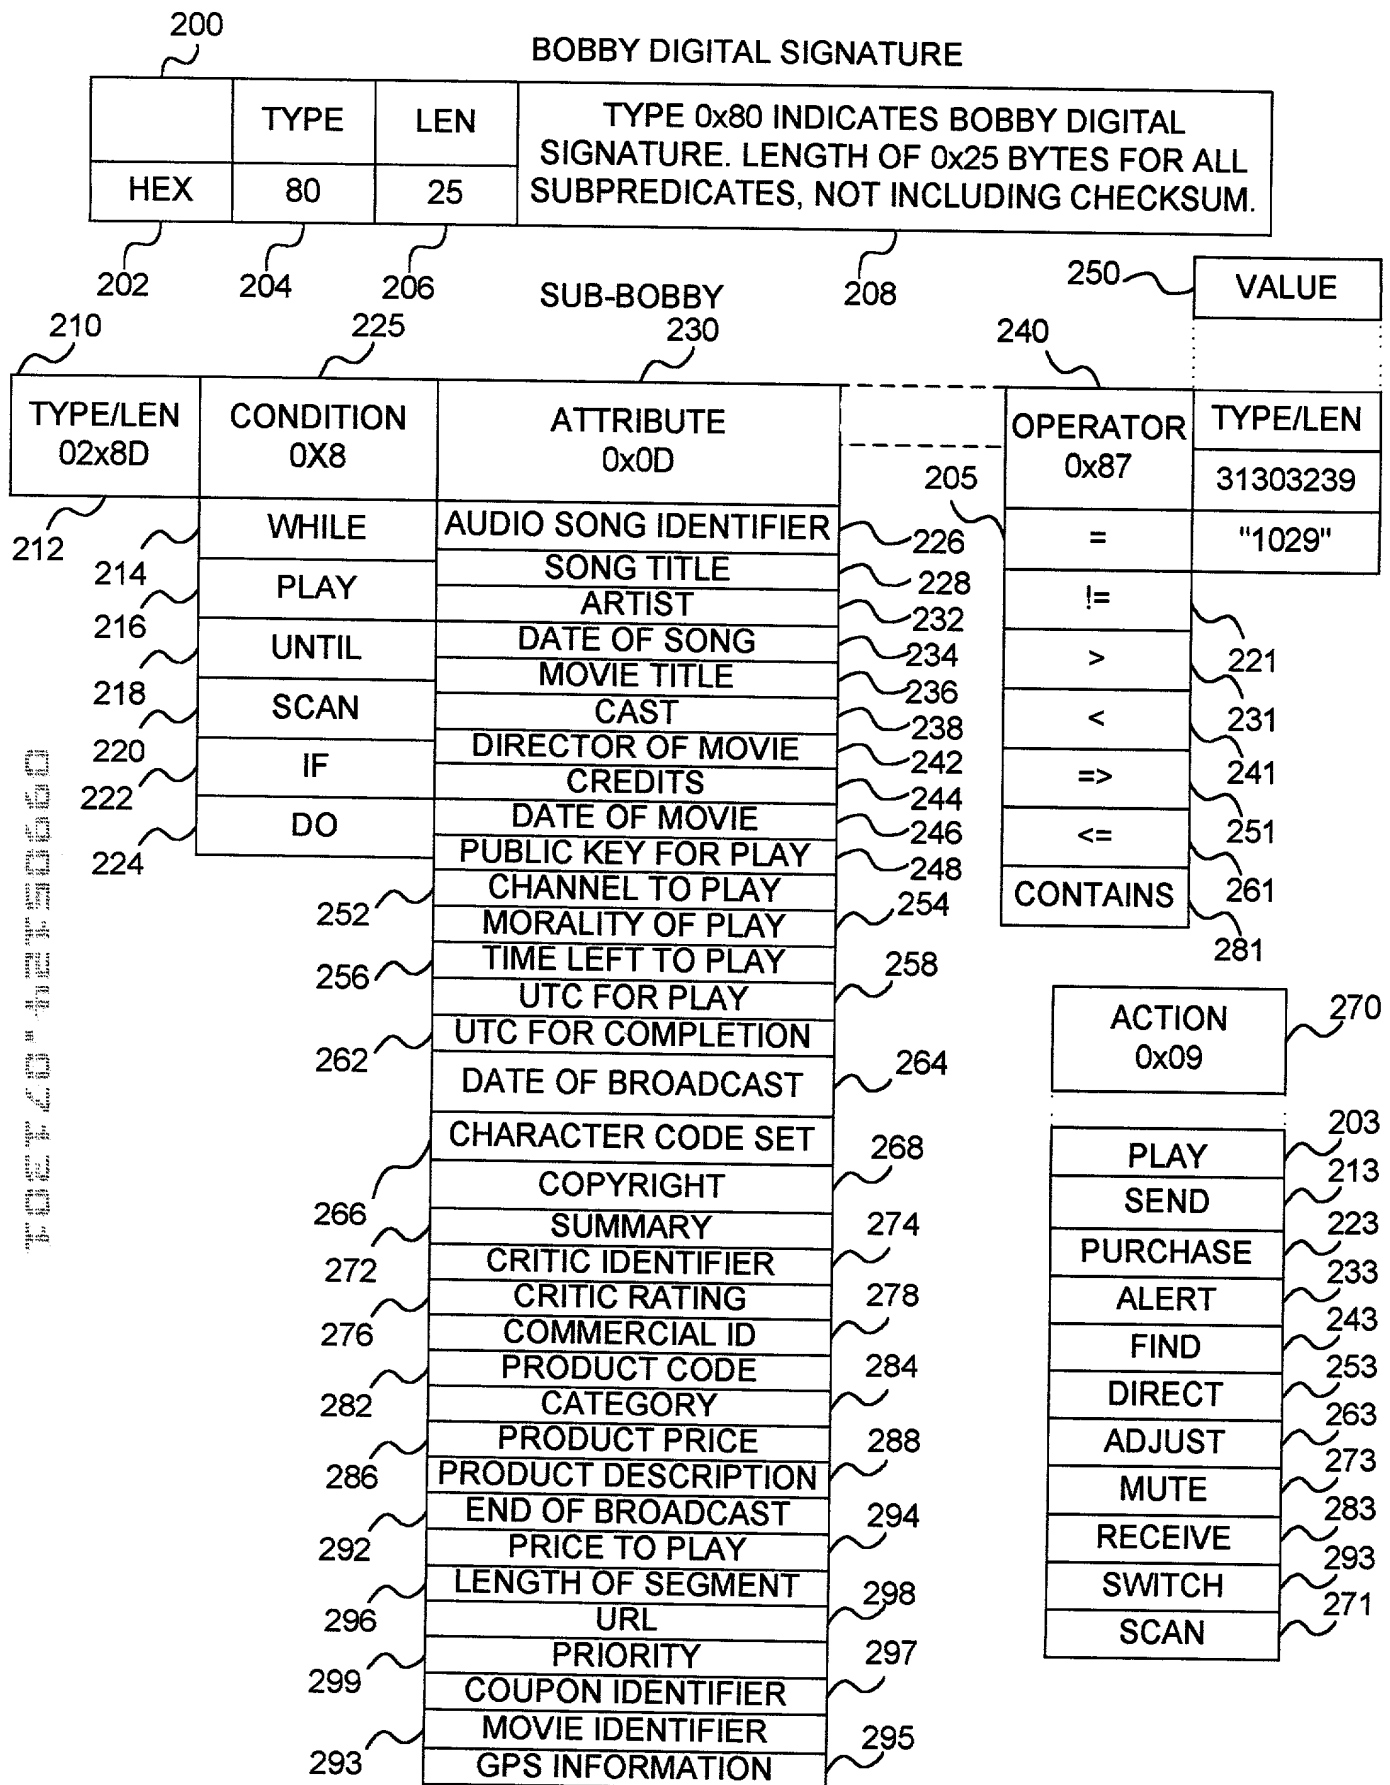 200
BOBBY DIGITAL SIGNATURE
TYPE
LEN
HEX
80
25
TYPE 0x80 INDICATES BOBBY DIGITAL
SIGNATURE. LENGTH OF 0x25 BYTES FOR ALL
SUBPREDICATES, NOT INCLUDING CHECKSUM.
202
204
206
208
SUB-BOBBY
250
VALUE
210
225
230
240
TYPE/LEN
02x8D
CONDITION
0X8
ATTRIBUTE
0x0D
OPERATOR
0x87
TYPE/LEN
31303239
"1029"
205
212
WHILE
214
PLAY
216
UNTIL
218
SCAN
220
IF
222
DO
224
AUDIO SONG IDENTIFIER
226
SONG TITLE
228
ARTIST
232
DATE OF SONG
234
MOVIE TITLE
236
CAST
238
DIRECTOR OF MOVIE
242
CREDITS
244
DATE OF MOVIE
246
PUBLIC KEY FOR PLAY
248
CHANNEL TO PLAY
252
MORALITY OF PLAY
254
TIME LEFT TO PLAY
256
UTC FOR PLAY
258
UTC FOR COMPLETION
262
DATE OF BROADCAST
264
CHARACTER CODE SET
266
COPYRIGHT
268
SUMMARY
272
CRITIC IDENTIFIER
274
CRITIC RATING
276
COMMERCIAL ID
278
PRODUCT CODE
282
CATEGORY
284
PRODUCT PRICE
286
PRODUCT DESCRIPTION
288
END OF BROADCAST
292
PRICE TO PLAY
294
LENGTH OF SEGMENT
296
URL
298
PRIORITY
299
COUPON IDENTIFIER
297
MOVIE IDENTIFIER
293
GPS INFORMATION
295
=
!=
221
>
231
<
241
=>
251
<=
261
CONTAINS
281
ACTION
0x09
270
PLAY
203
SEND
213
PURCHASE
223
ALERT
233
FIND
243
DIRECT
253
ADJUST
263
MUTE
273
RECEIVE
283
SWITCH
293
SCAN
271
09905124.071301